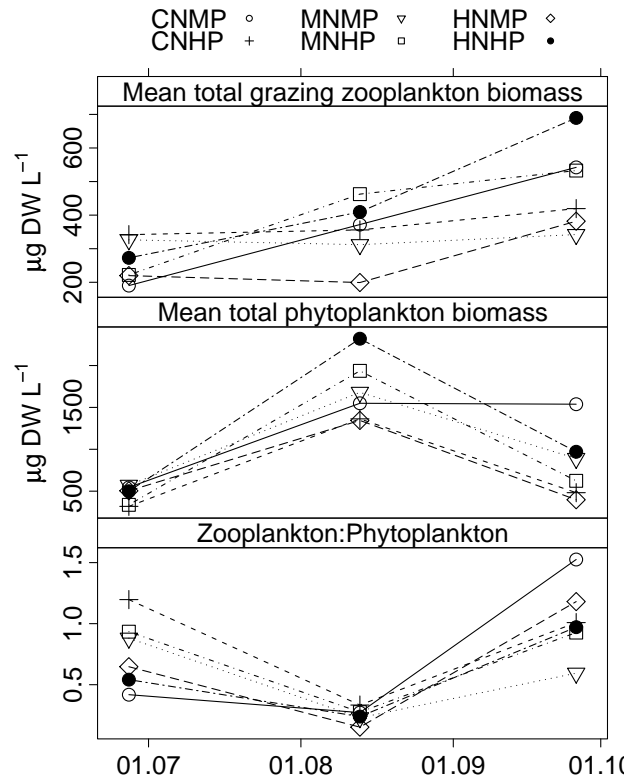 CNMP MNMP HNMP
CNHP MNHP HNHP
Mean total grazing zooplankton biomass
µg DW L⁻¹
600
400
200
Mean total phytoplankton biomass
µg DW L⁻¹
1500
500
Zooplankton:Phytoplankton
1.5
1.0
0.5
01.07 01.08 01.09 01.10